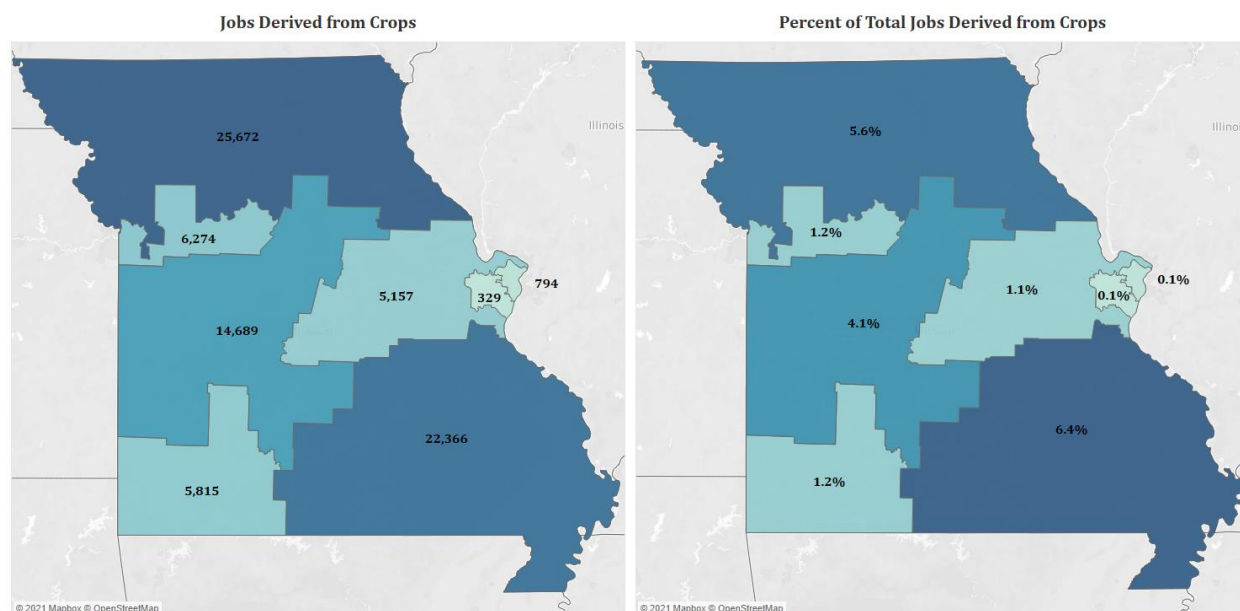 Jobs Derived from Crops
25,672
Illinois
6,274
794
5,157
329
14,689
22,366
5,815
© 2021 Mapbox © OpenStreetMap
Percent of Total Jobs Derived from Crops
5.6%
Illinois
1.2%
0.1%
1.1%
0.1%
4.1%
6.4%
1.2%
© 2021 Mapbox © OpenStreetMap